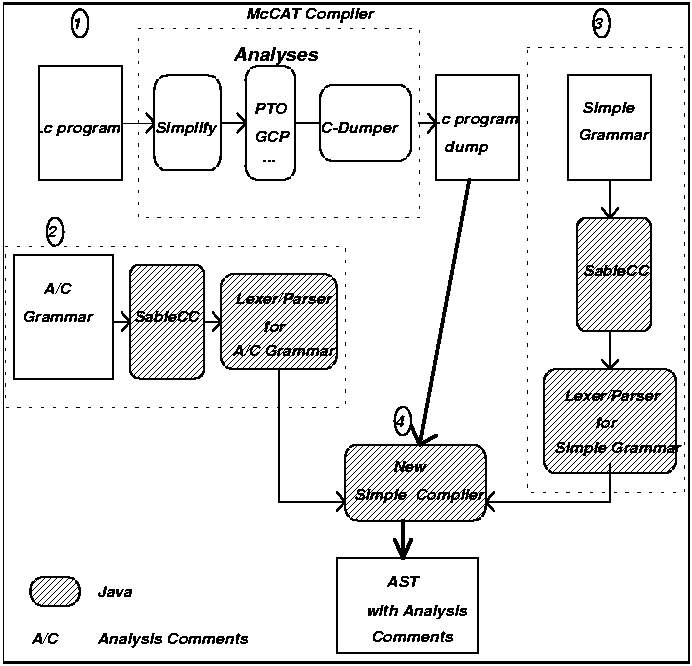 1
McCAT Compiler
3
Analyses
.c program
Simplify
PTO
GCP
...
C-Dumper
.c program
dump
Simple
Grammar
2
A/C
Grammar
SableCC
Lexer/Parser
for
A/C Grammar
SableCC
Lexer/Parser
for
Simple Grammar
4
New
Simple Complier
AST
with Analysis
Comments
Java
A/C Analysis Comments